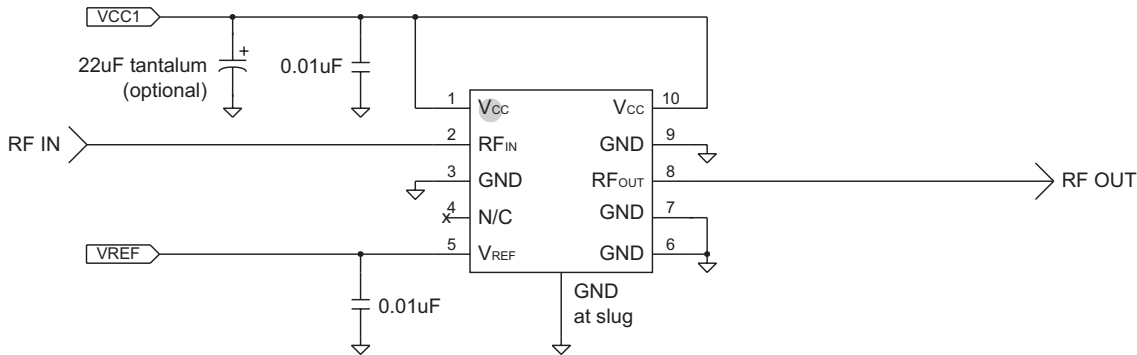 VCC1
+
22uF tantalum
(optional)
0.01uF
1
VCC
VCC
10
RF IN
2
RFIN
GND
9
3
GND
RFOUT
8
RF OUT
4
x
N/C
GND
7
VREF
5
VREF
GND
6
0.01uF
GND
at slug